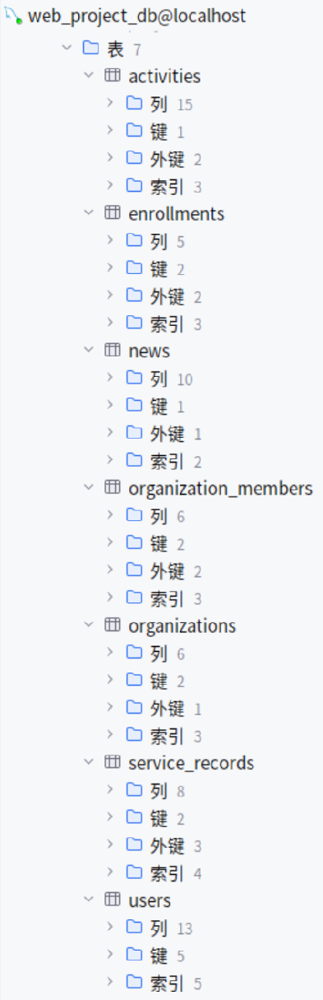 web_project_db@localhost
表 7
activities
列 15
键 1
外键 2
索引 3
enrollments
列 5
键 2
外键 2
索引 3
news
列 10
键 1
外键 1
索引 2
organization_members
列 6
键 2
外键 2
索引 3
organizations
列 6
键 2
外键 1
索引 3
service_records
列 8
键 2
外键 3
索引 4
users
列 13
键 5
索引 5